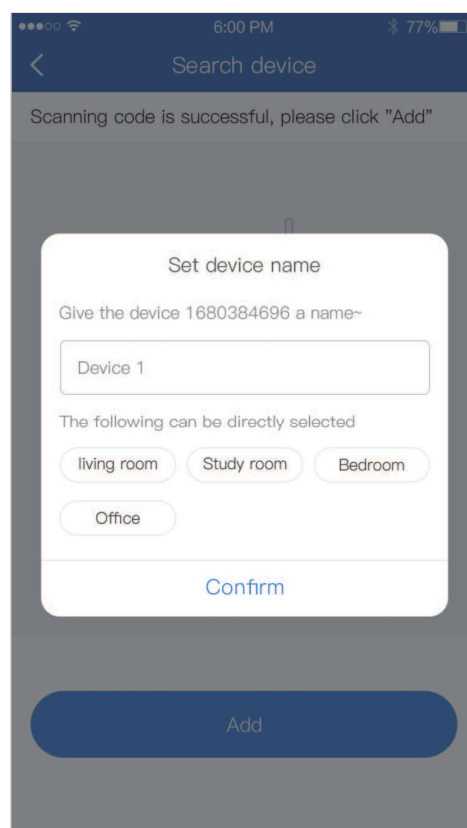 6:00 PM 77%
Search device
Scanning code is successful, please click "Add"
Set device name
Give the device 1680384696 a name~
Device 1
The following can be directly selected
living room Study room Bedroom
Office
Confirm
Add